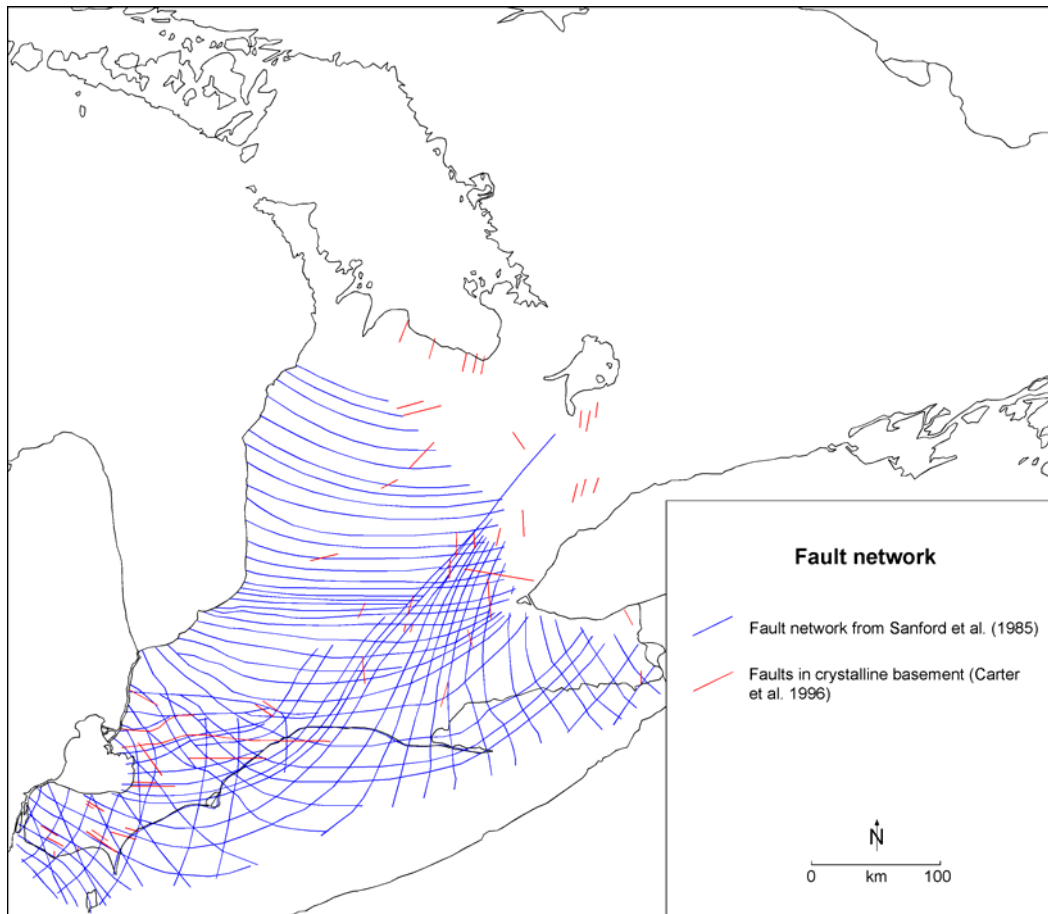 Fault network
Fault network from Sanford et al. (1985)
Faults in crystalline basement (Carter
et al. 1996)
N
0 km 100